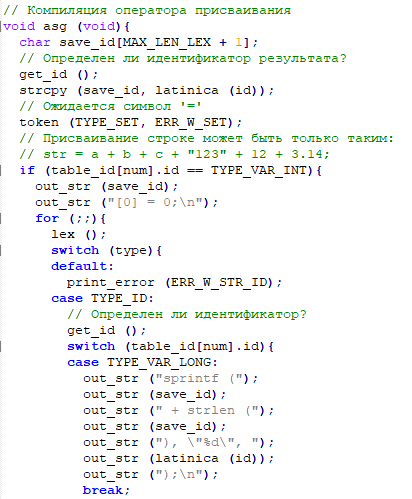 // Компиляция оператора присваивания
void asg (void){
char save_id[MAX_LEN_LEX + 1];
// Определен ли идентификатор результата?
get_id ();
strcpy (save_id, latinica (id));
// Ожидается символ '='
token (TYPE_SET, ERR_W_SET);
// Присваивание строке может быть только таким:
// str = a + b + c + "123" + 12 + 3.14;
if (table_id[num].id == TYPE_VAR_INT){
out_str (save_id);
out_str ("[0] = 0;\n");
for (;;){
lex ();
switch (type){
default:
print_error (ERR_W_STR_ID);
case TYPE_ID:
// Определен ли идентификатор?
get_id ();
switch (table_id[num].id){
case TYPE_VAR_LONG:
out_str ("sprintf (");
out_str (save_id);
out_str (" + strlen (");
out_str (save_id);
out_str ("), \"%d\", ");
out_str (latinica (id));
out_str (");\n");
break;